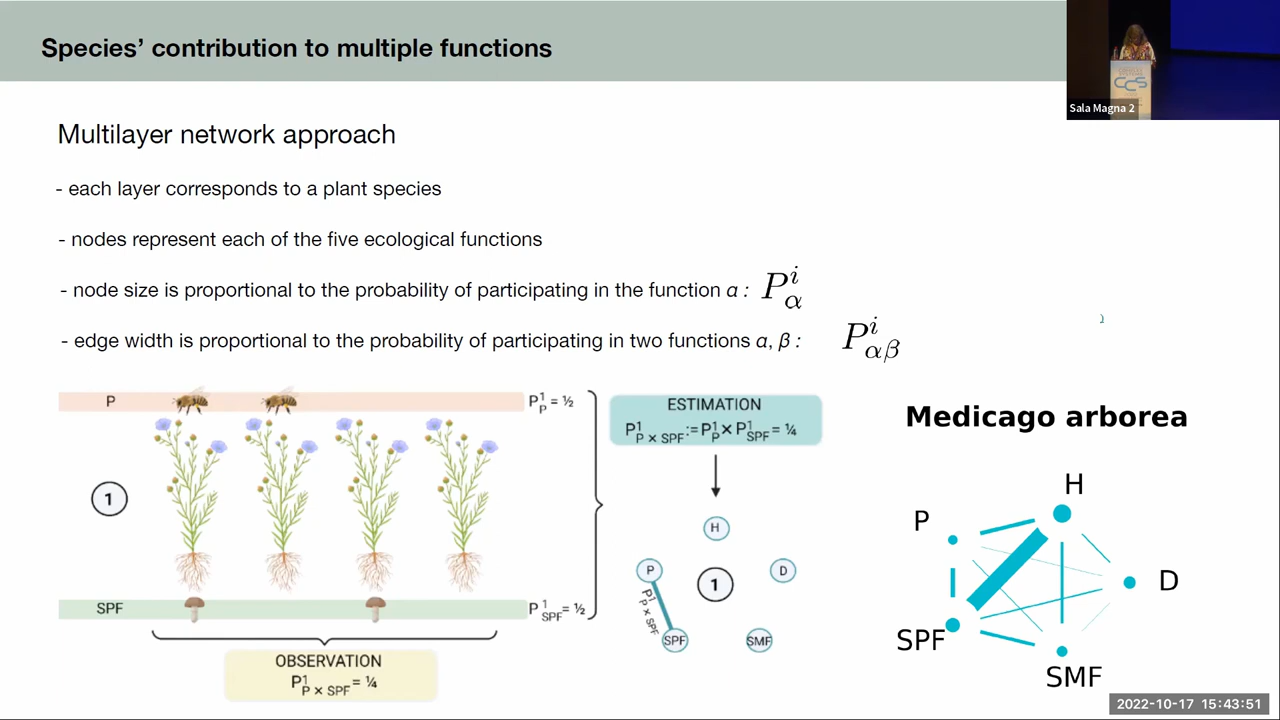 Species’ contribution to multiple functions
Sala Magna 2
CCS
Multilayer network approach
- each layer corresponds to a plant species
- nodes represent each of the five ecological functions
- node size is proportional to the probability of participating in the function α : P^i_α
- edge width is proportional to the probability of participating in two functions α, β : P^i_αβ
P
P^1_P = ½
1
SPF
P^1_SPF = ½
OBSERVATION
P^1_P x SPF = ¼
ESTIMATION
P^1_P x SPF := P^1_P x P^1_SPF = ¼
H
P
D
1
P^1_P x SPF
SPF
SMF
Medicago arborea
H
P
D
SPF
SMF
2022-10-17 15:43:51